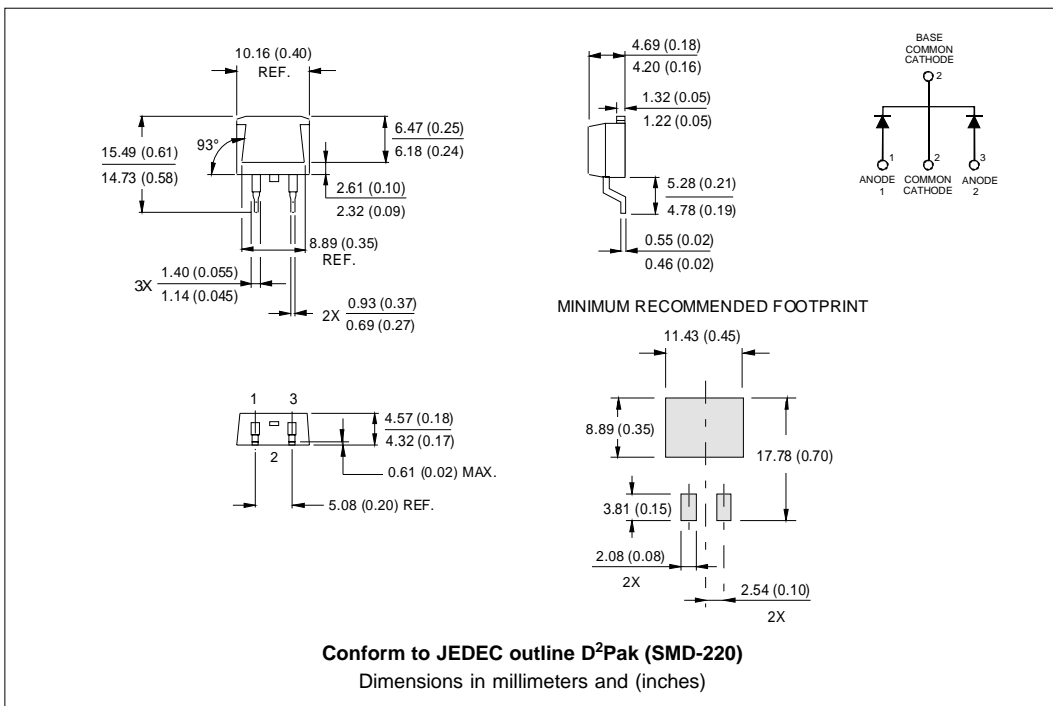 10.16 (0.40)
REF.
93°
15.49 (0.61)
14.73 (0.58)
6.47 (0.25)
6.18 (0.24)
2.61 (0.10)
2.32 (0.09)
8.89 (0.35)
REF.
3X
1.40 (0.055)
1.14 (0.045)
2X
0.93 (0.37)
0.69 (0.27)
4.69 (0.18)
4.20 (0.16)
1.32 (0.05)
1.22 (0.05)
5.28 (0.21)
4.78 (0.19)
0.55 (0.02)
0.46 (0.02)
BASE
COMMON
CATHODE
2
1
2
3
ANODE
1
COMMON
CATHODE
ANODE
2
1
3
2
4.57 (0.18)
4.32 (0.17)
0.61 (0.02) MAX.
5.08 (0.20) REF.
MINIMUM RECOMMENDED FOOTPRINT
11.43 (0.45)
8.89 (0.35)
17.78 (0.70)
3.81 (0.15)
2.08 (0.08)
2X
2.54 (0.10)
2X
Conform to JEDEC outline D²Pak (SMD-220)
Dimensions in millimeters and (inches)